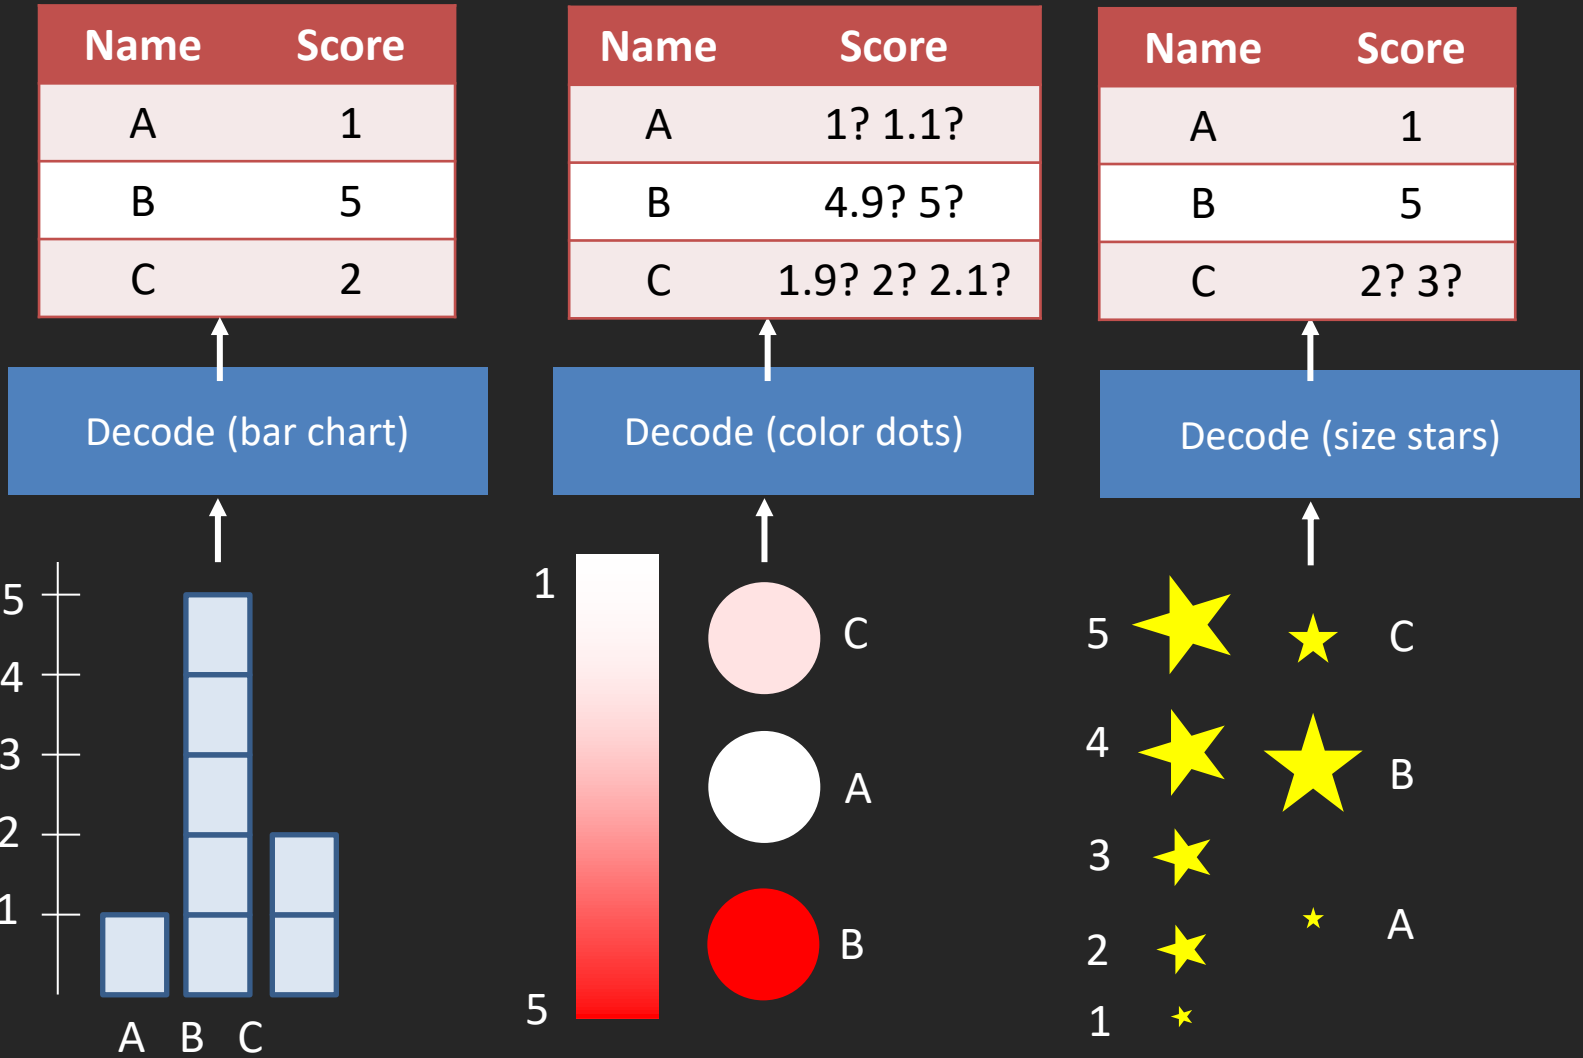 Name Score
A 1
B 5
C 2
Name Score
A 1? 1.1?
B 4.9? 5?
C 1.9? 2? 2.1?
Name Score
A 1
B 5
C 2? 3?
Decode (bar chart)
Decode (color dots)
Decode (size stars)
5
4
3
2
1
A B C
1
5
C
A
B
5
4
3
2
1
C
B
A